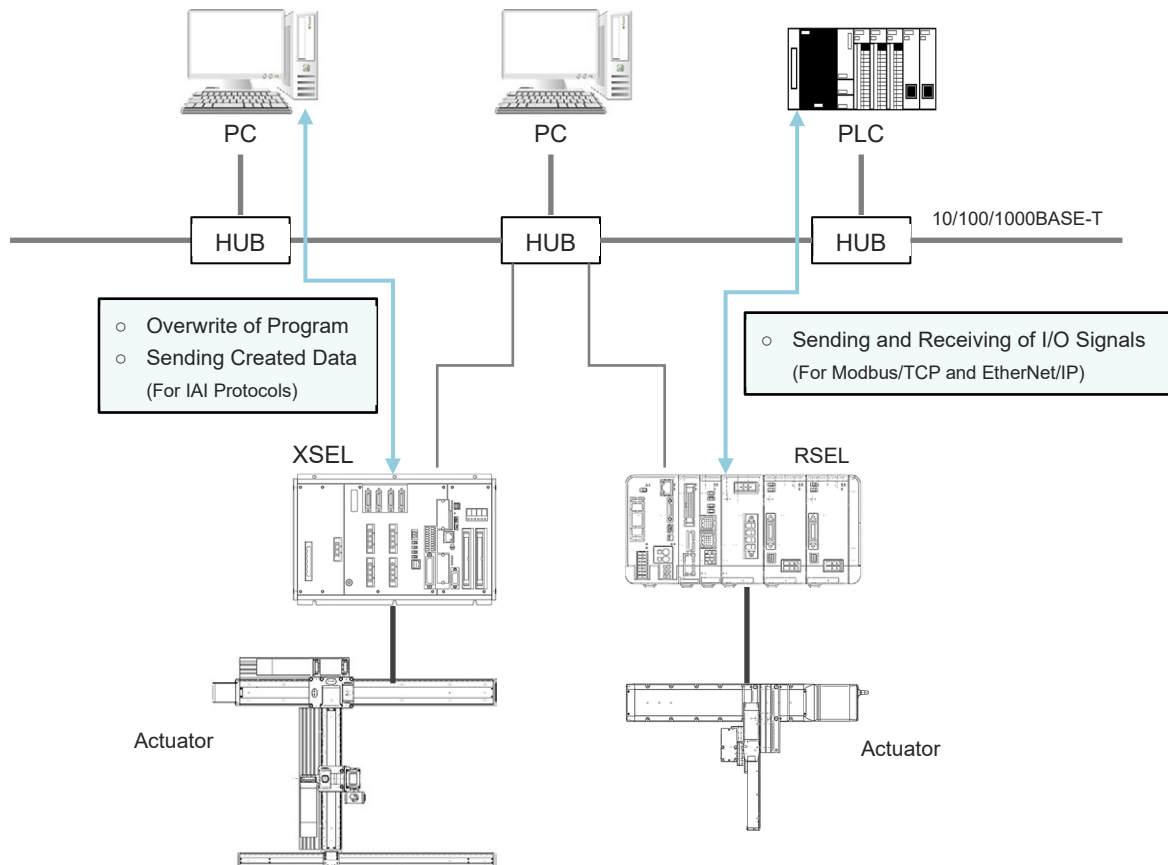 PC
PC
PLC
10/100/1000BASE-T
HUB
HUB
HUB
○ Overwrite of Program
○ Sending Created Data
(For IAI Protocols)
○ Sending and Receiving of I/O Signals
(For Modbus/TCP and EtherNet/IP)
XSEL
RSEL
Actuator
Actuator